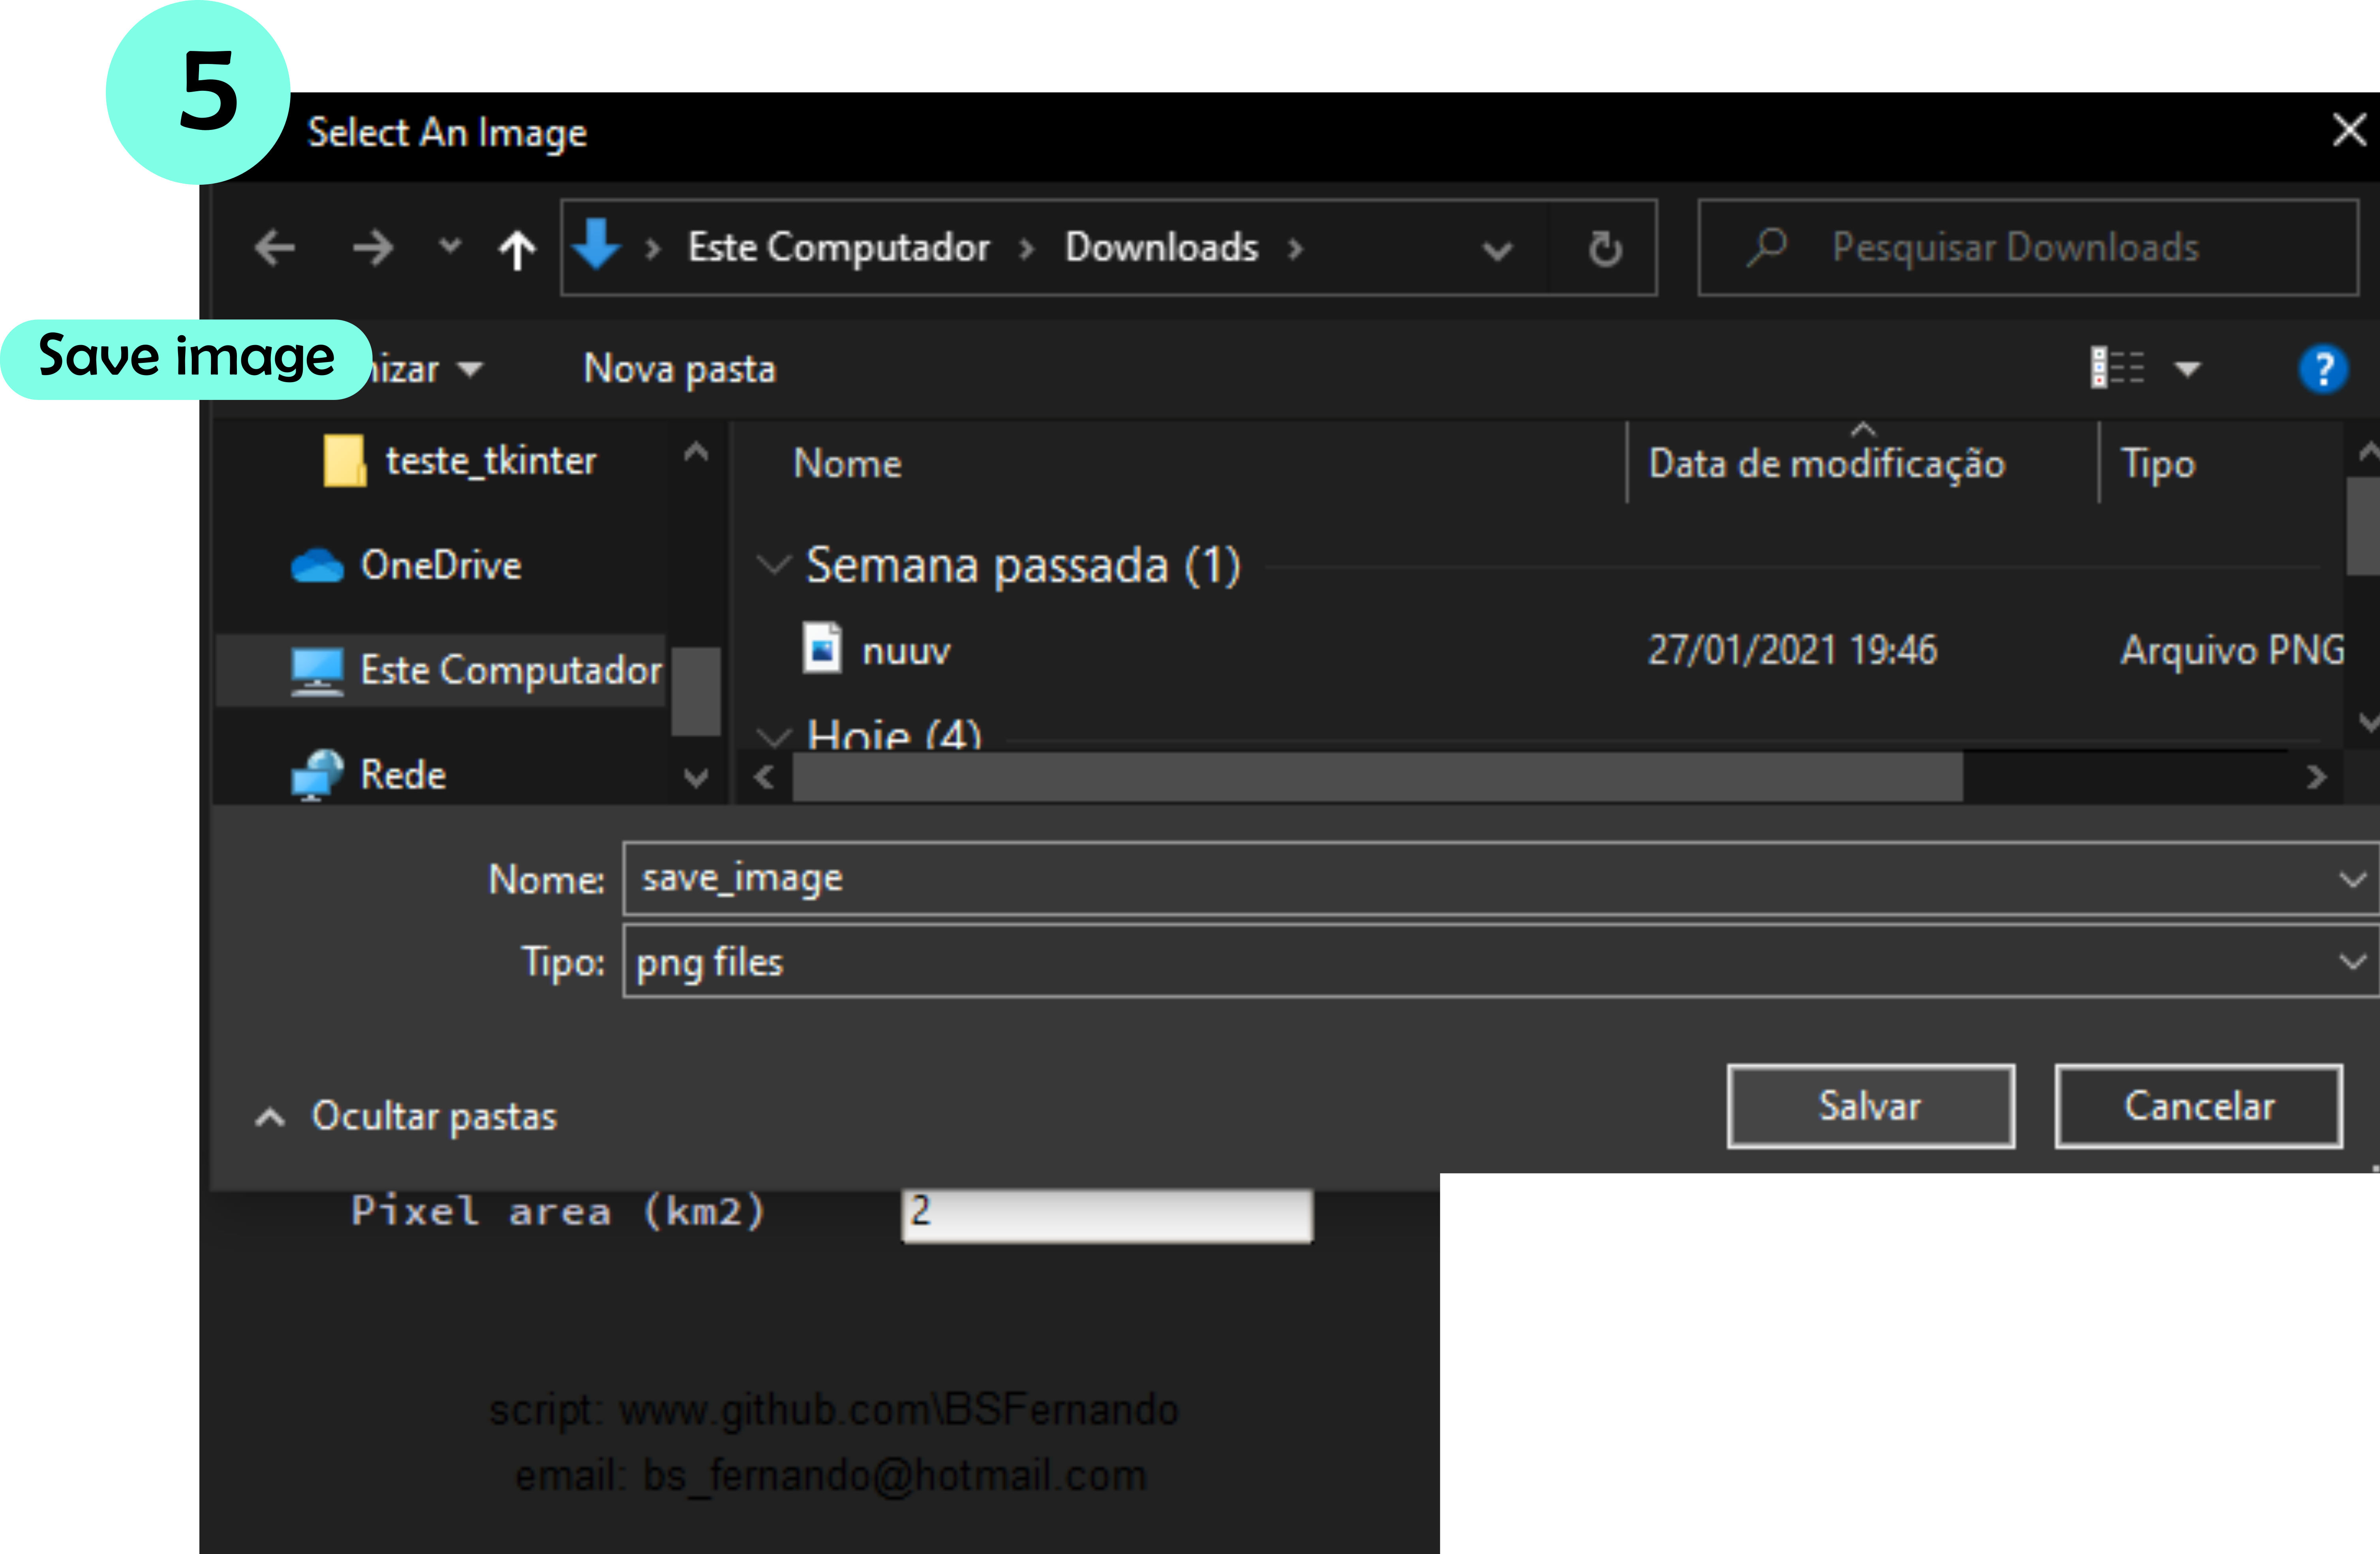 5
Select An Image
Este Computador Downloads
Pesquisar Downloads
Save image
nizar
Nova pasta
?
teste_tkinter
OneDrive
Este Computador
Rede
Nome Data de modificação Tipo
Semana passada (1)
nuuv 27/01/2021 19:46 Arquivo PNG
Hoje (4)
Nome: save_image
Tipo: png files
Ocultar pastas
Salvar Cancelar
Pixel area (km2) 2
script: www.github.com\BSFernando
email: bs_fernando@hotmail.com